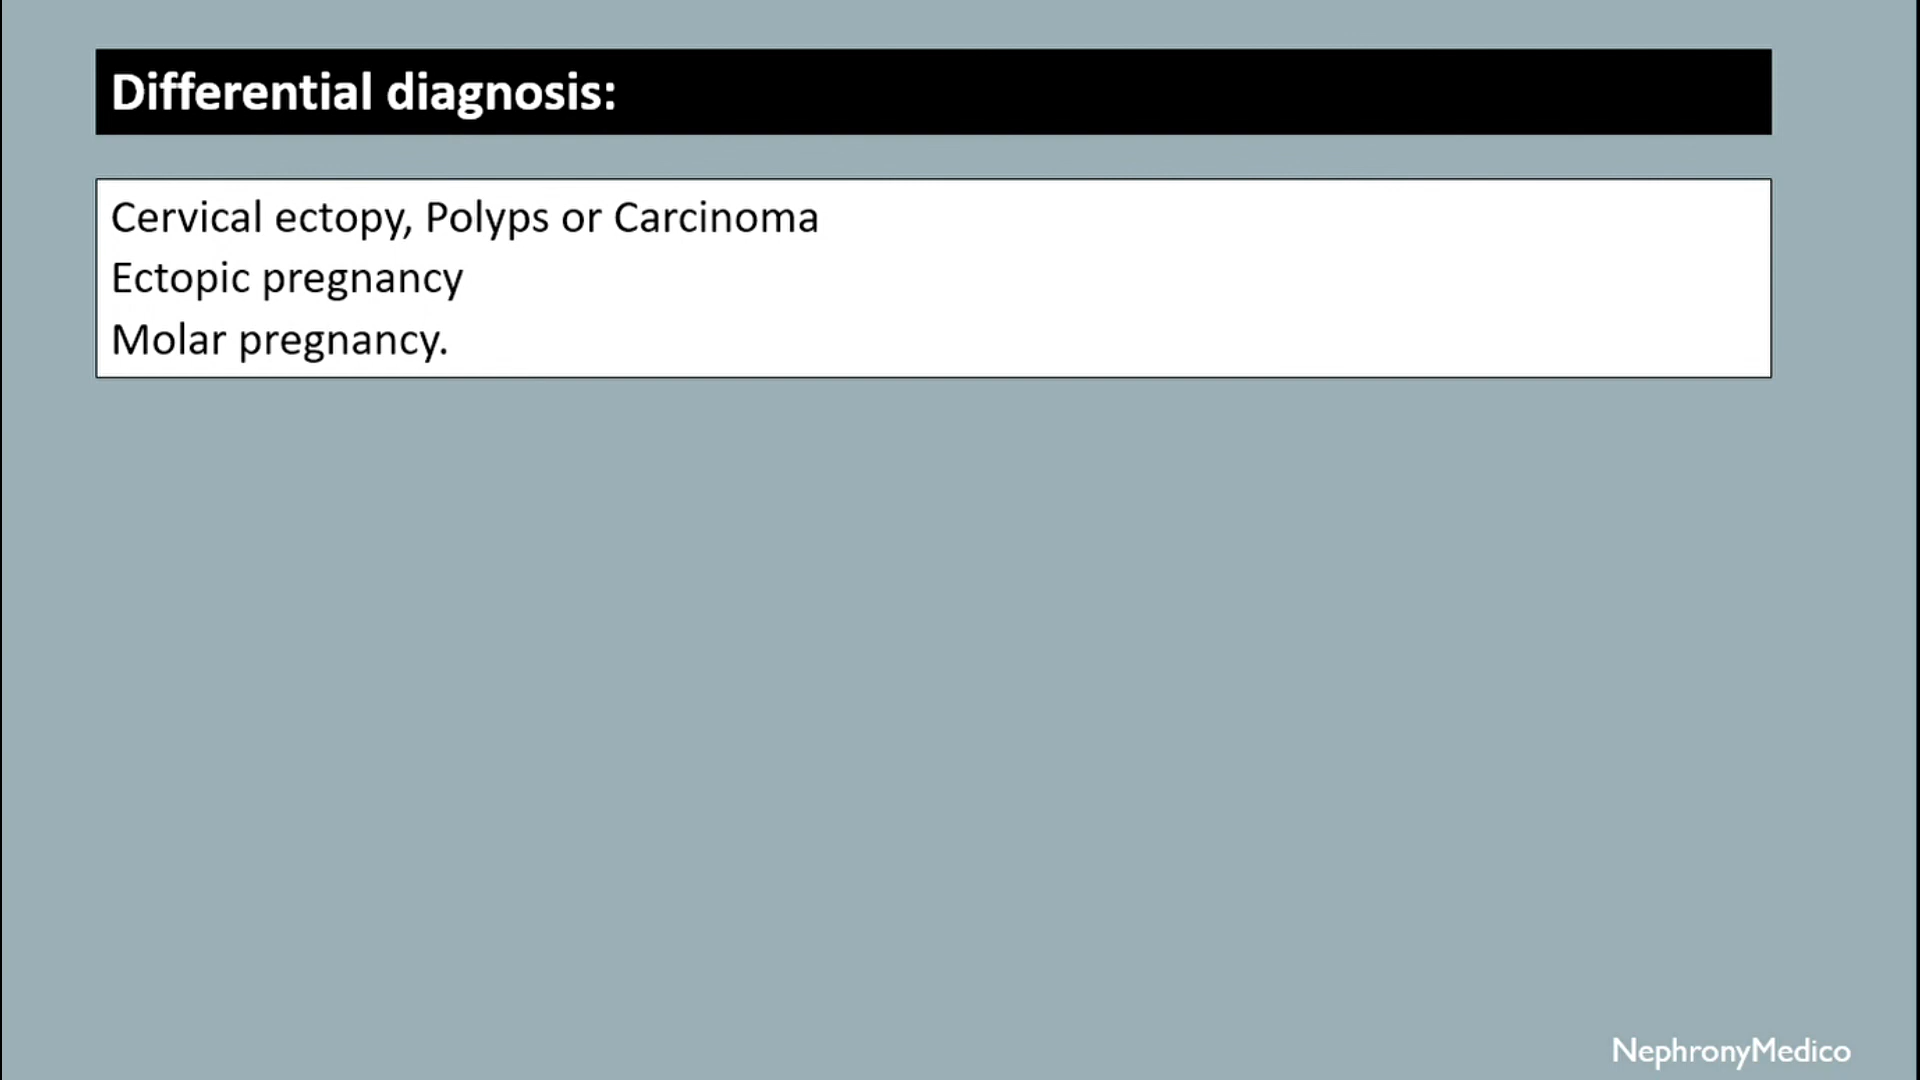 Differential diagnosis:
Cervical ectopy, Polyps or Carcinoma
Ectopic pregnancy
Molar pregnancy.
NephronyMedico